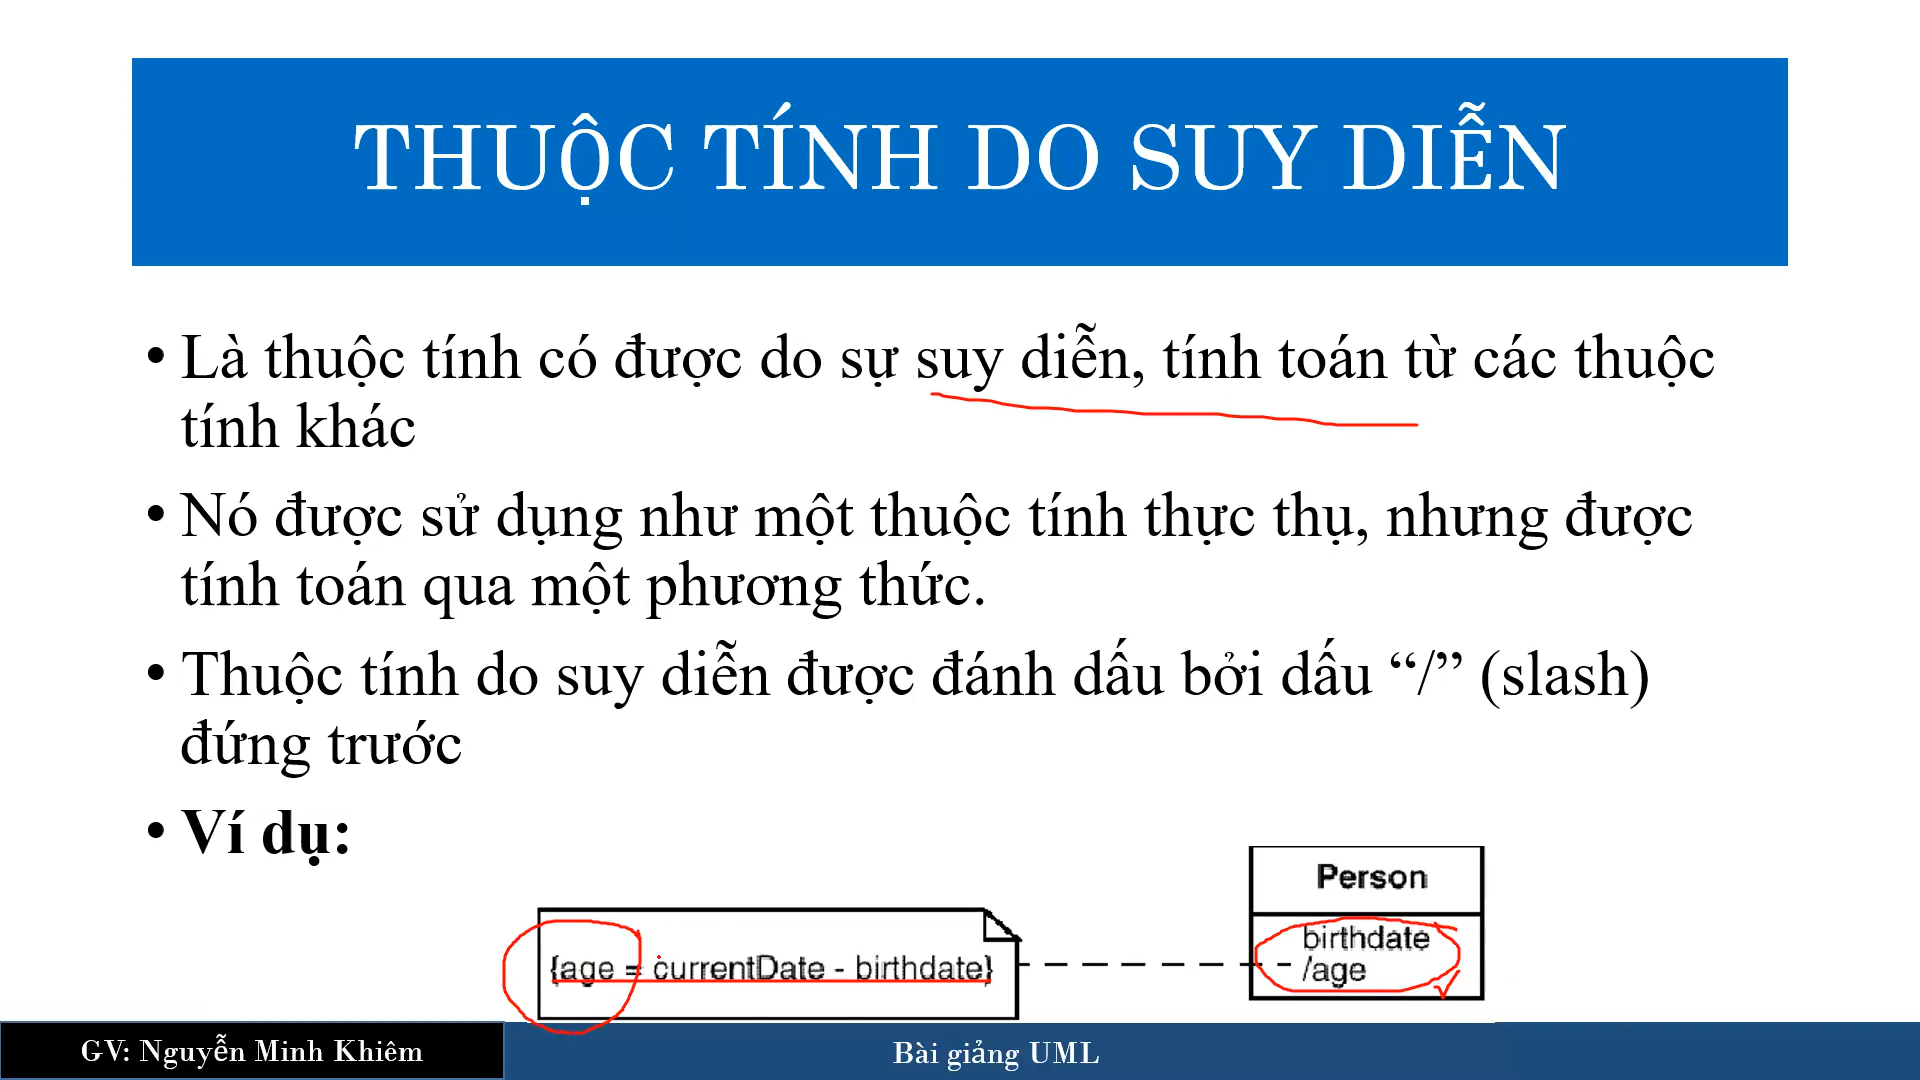 THUỘC TÍNH DO SUY DIỄN
• Là thuộc tính có được do sự suy diễn, tính toán từ các thuộc
tính khác
• Nó được sử dụng như một thuộc tính thực thụ, nhưng được
tính toán qua một phương thức.
• Thuộc tính do suy diễn được đánh dấu bởi dấu “/” (slash)
đứng trước
• Ví dụ:
Person
birthdate
/age
{age = currentDate - birthdate}
GV: Nguyễn Minh Khiêm
Bài giảng UML